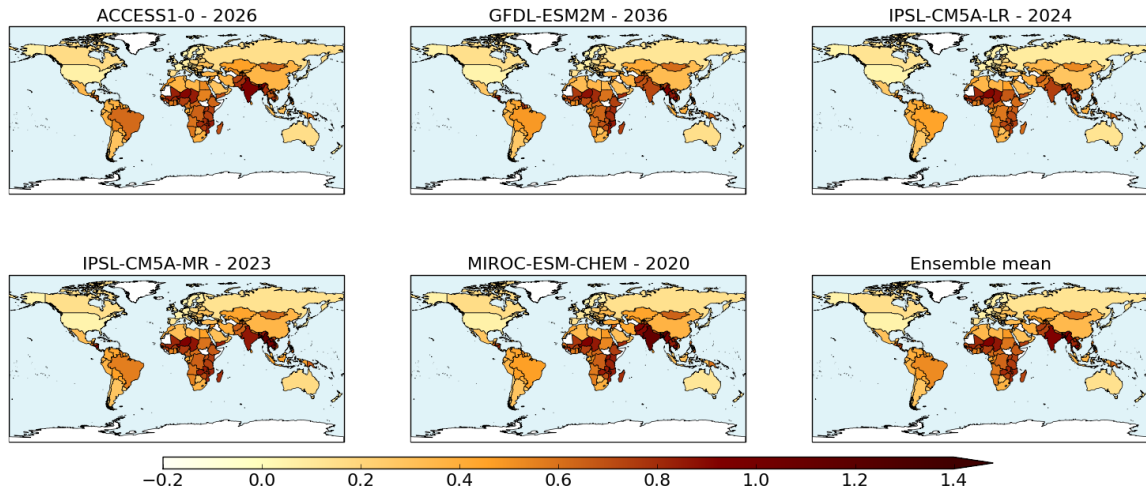 ACCESS1-0 - 2026
GFDL-ESM2M - 2036
IPSL-CM5A-LR - 2024
IPSL-CM5A-MR - 2023
MIROC-ESM-CHEM - 2020
Ensemble mean
−0.2 0.0 0.2 0.4 0.6 0.8 1.0 1.2 1.4